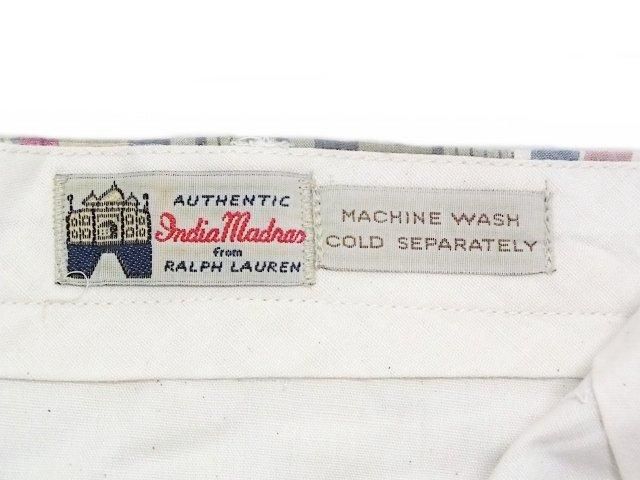 AUTHENTIC
India Madras
from
RALPH LAUREN
MACHINE WASH
COLD SEPARATELY